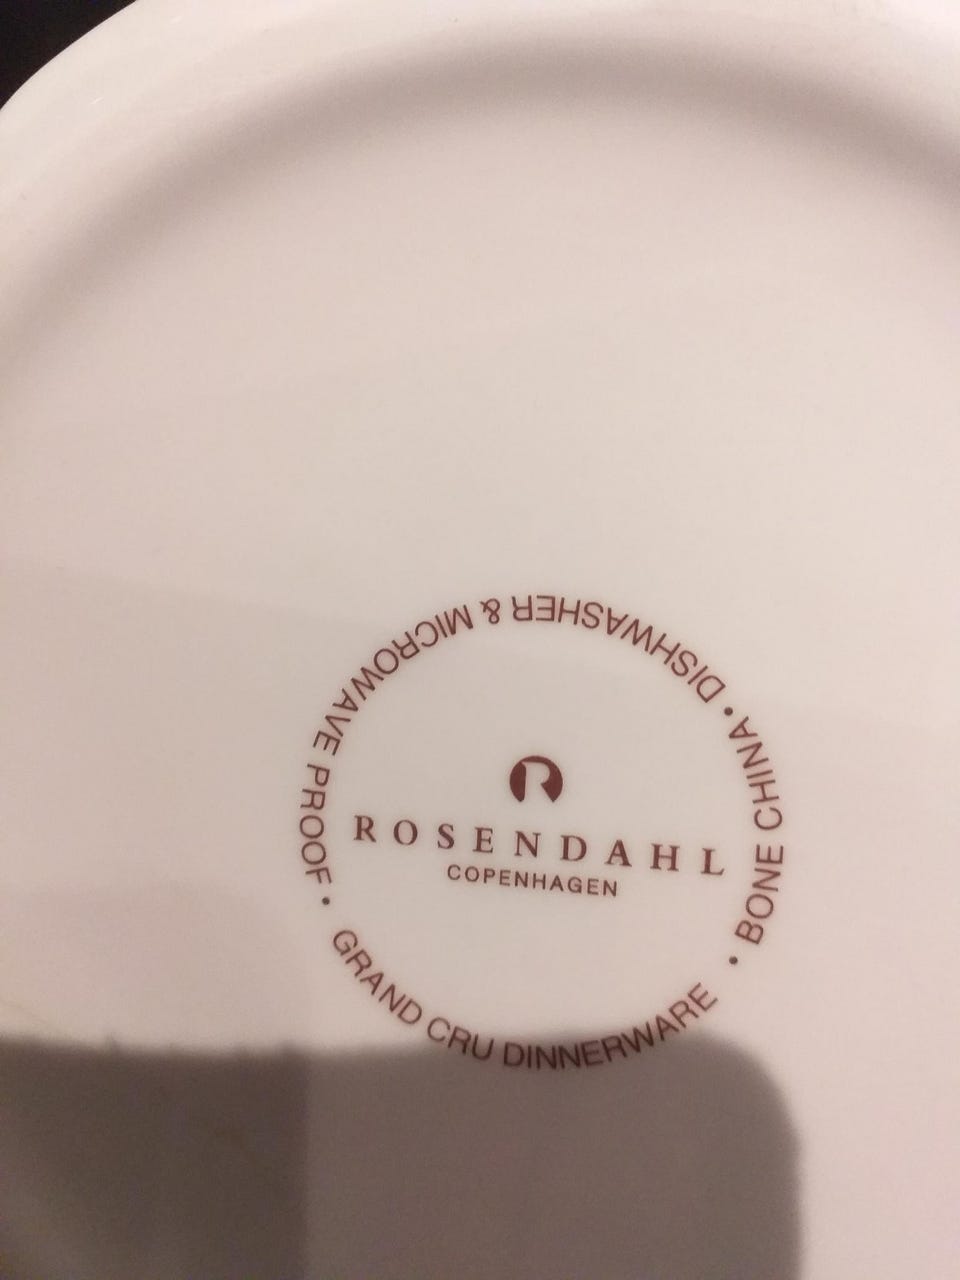 ROSENDAHL
COPENHAGEN
GRAND CRU DINNERWARE • BONE CHINA • DISHWASHER & MICROWAVE PROOF •